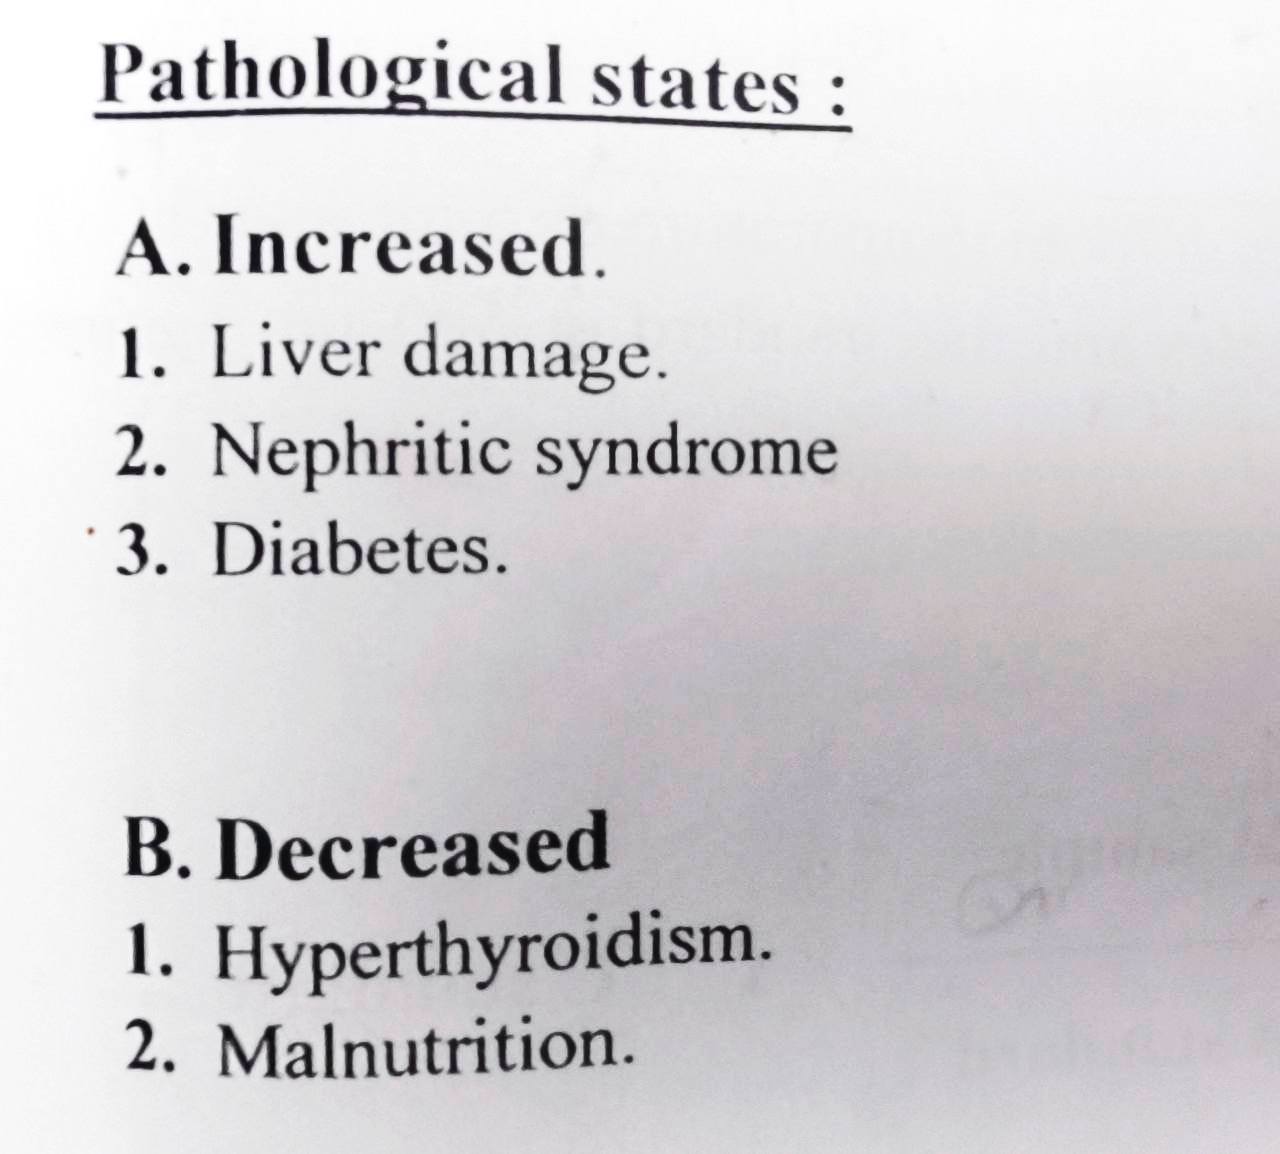 Pathological states :
A. Increased.
1. Liver damage.
2. Nephritic syndrome
3. Diabetes.
B. Decreased
1. Hyperthyroidism.
2. Malnutrition.